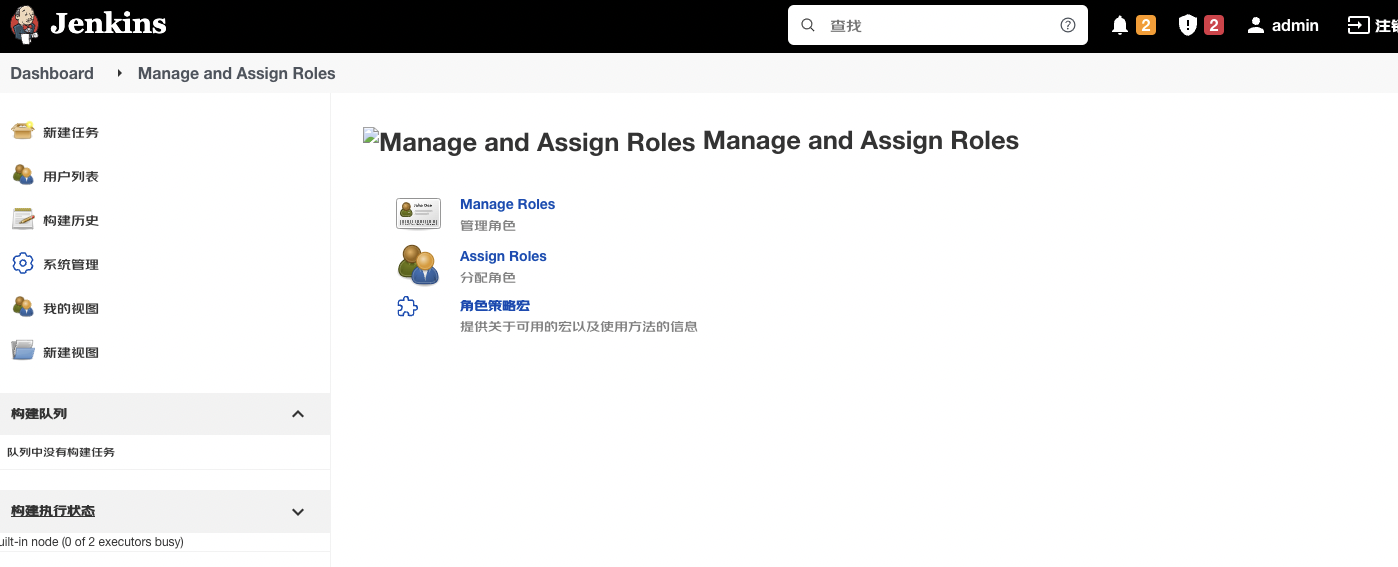 Jenkins
查找
2
2
admin
注销
Dashboard
Manage and Assign Roles
新建任务
用户列表
构建历史
系统管理
我的视图
新建视图
构建队列
队列中没有构建任务
构建执行状态
uilt-in node (0 of 2 executors busy)
Manage and Assign Roles Manage and Assign Roles
Manage Roles
管理角色
Assign Roles
分配角色
角色策略宏
提供关于可用的宏以及使用方法的信息